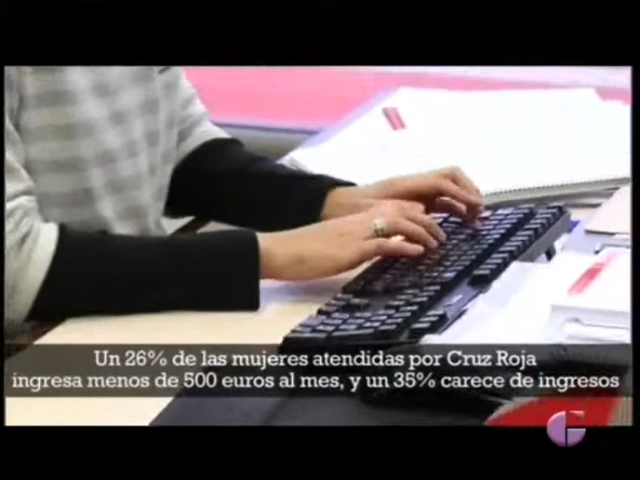 Un 26% de las mujeres atendidas por Cruz Roja
ingresa menos de 500 euros al mes, y un 35% carece de ingresos